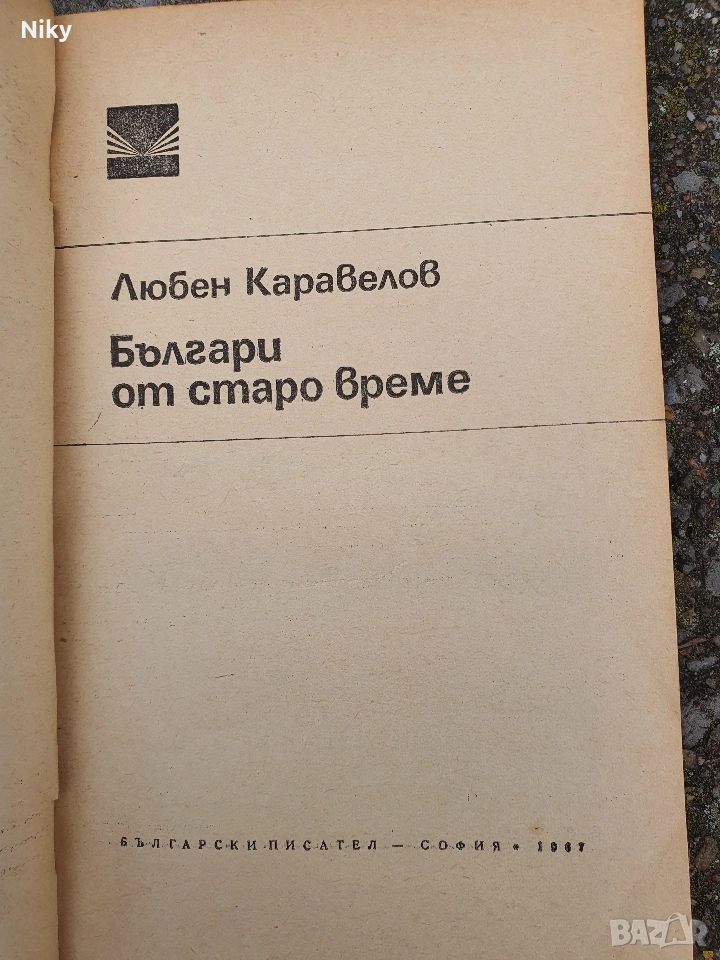 Niky
Любен Каравелов
Българи
от старо време
БЪЛГАРСКИ ПИСАТЕЛ — СОФИЯ • 1967
BAZAR